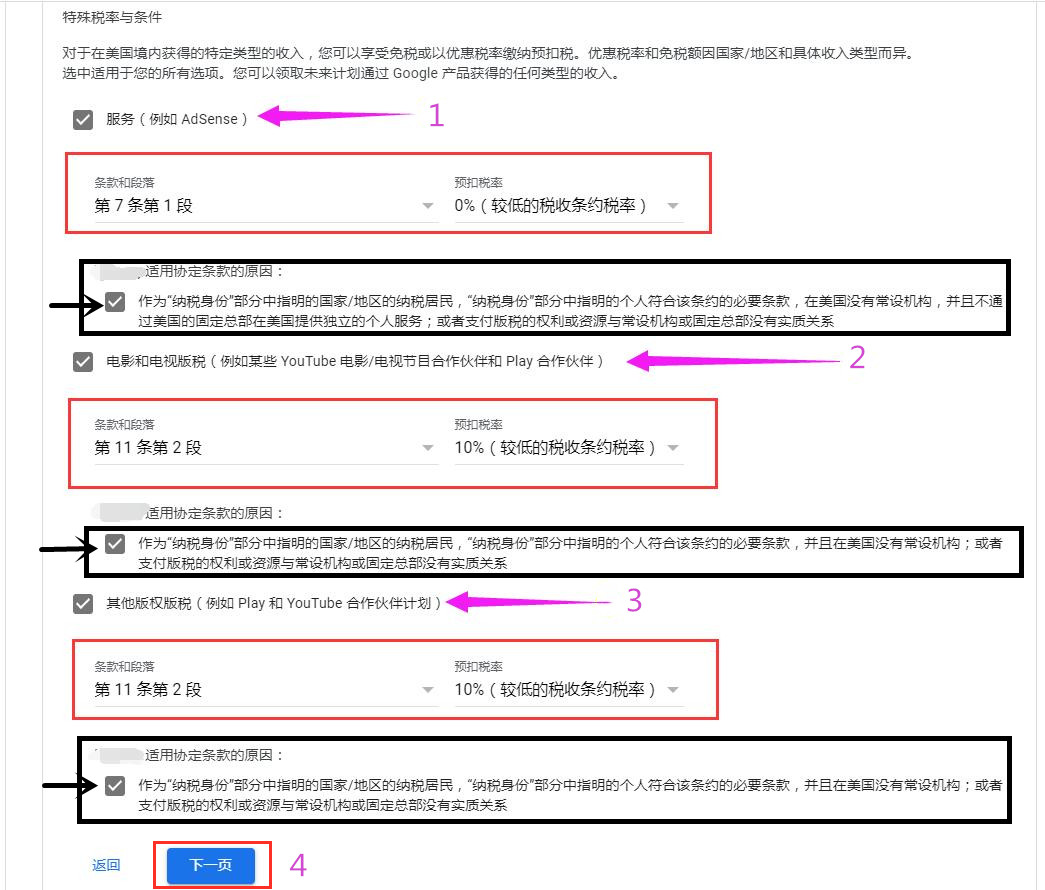 特殊税率与条件
对于在美国境内获得的特定类型的收入，您可以享受免税或以优惠税率缴纳预扣税。优惠税率和免税额因国家/地区和具体收入类型而异。
选中适用于您的所有选项。您可以领取未来计划通过 Google 产品获得的任何类型的收入。
服务（例如 AdSense） 1
条款和段落 预扣税率
第 7 条第 1 段 0%（较低的税收条约税率）
适用协定条款的原因：
作为“纳税身份”部分中指明的国家/地区的纳税居民，“纳税身份”部分中指明的个人符合该条约的必要条款，在美国没有常设机构，并且不通
过美国的固定总部在美国提供独立的个人服务；或者支付版税的权利或资源与常设机构或固定总部没有实质关系
电影和电视版税（例如某些 YouTube 电影/电视节目合作伙伴和 Play 合作伙伴） 2
条款和段落 预扣税率
第 11 条第 2 段 10%（较低的税收条约税率）
适用协定条款的原因：
作为“纳税身份”部分中指明的国家/地区的纳税居民，“纳税身份”部分中指明的个人符合该条约的必要条款，并且在美国没有常设机构；或者
支付版税的权利或资源与常设机构或固定总部没有实质关系
其他版权版税（例如 Play 和 YouTube 合作伙伴计划） 3
条款和段落 预扣税率
第 11 条第 2 段 10%（较低的税收条约税率）
适用协定条款的原因：
作为“纳税身份”部分中指明的国家/地区的纳税居民，“纳税身份”部分中指明的个人符合该条约的必要条款，并且在美国没有常设机构；或者
支付版税的权利或资源与常设机构或固定总部没有实质关系
返回 下一页 4